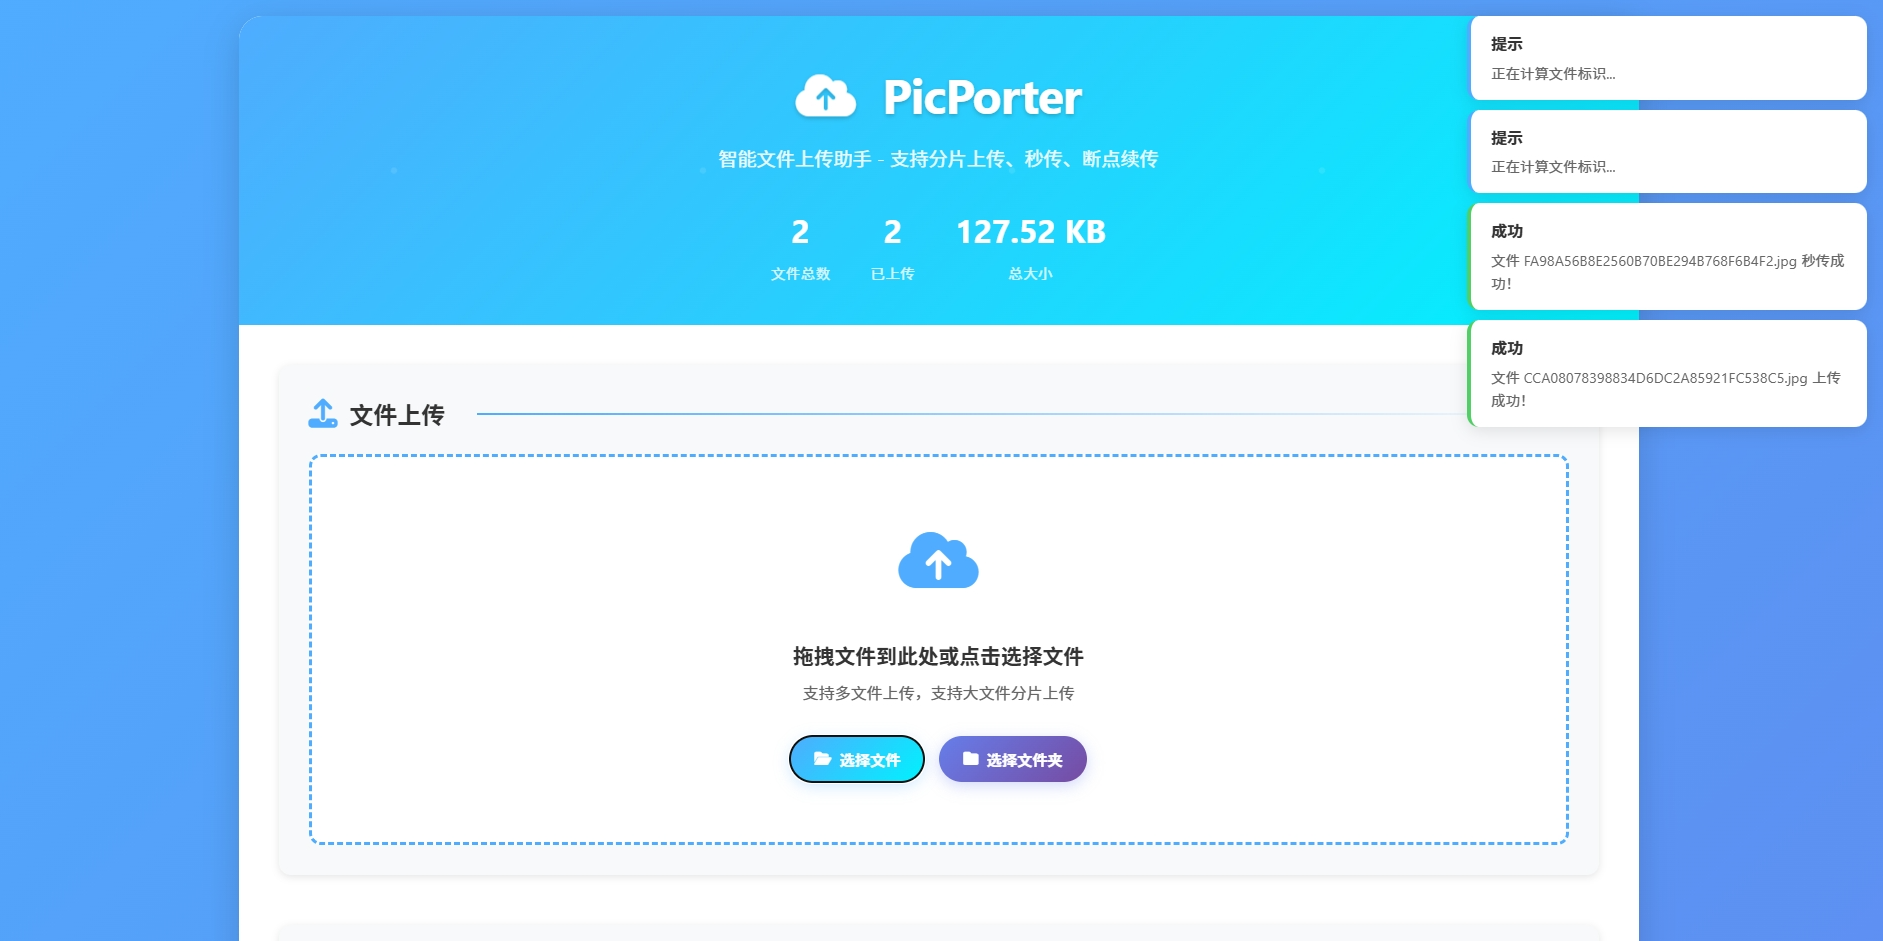 PicPorter
智能文件上传助手 - 支持分片上传、秒传、断点续传
2
文件总数
2
已上传
127.52 KB
总大小
提示
正在计算文件标识...
提示
正在计算文件标识...
成功
文件 FA98A56B8E2560B70BE294B768F6B4F2.jpg 秒传成
功！
成功
文件 CCA08078398834D6DC2A85921FC538C5.jpg 上传
成功！
文件上传
拖拽文件到此处或点击选择文件
支持多文件上传，支持大文件分片上传
选择文件
选择文件夹